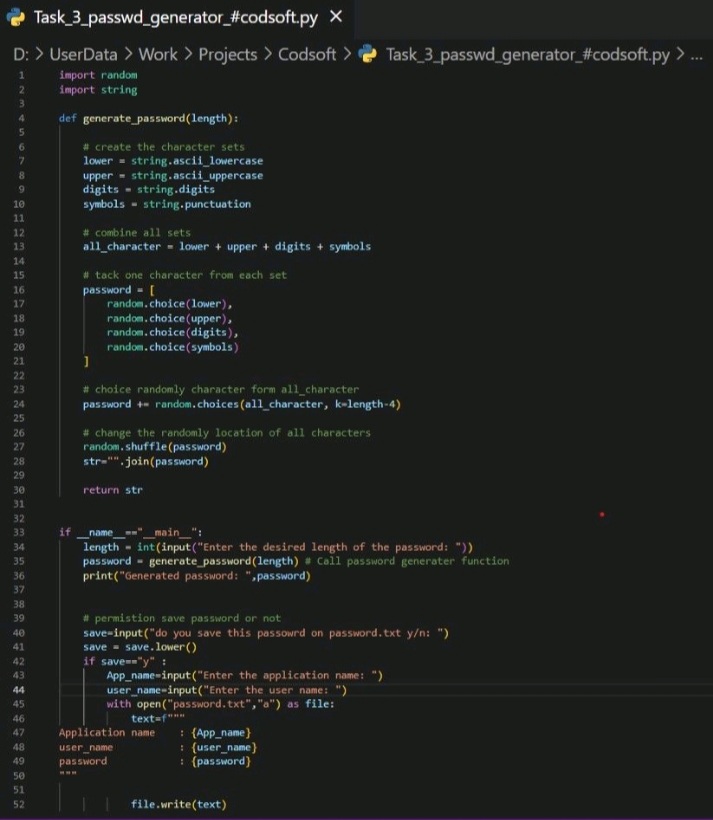 Task_3_passwd_generator_#codsoft.py ×
D: > UserData > Work > Projects > Codsoft > Task_3_passwd_generator_#codsoft.py > ...
1 import random
2 import string
3
4 def generate_password(length):
5
6 # create the character sets
7 lower = string.ascii_lowercase
8 upper = string.ascii_uppercase
9 digits = string.digits
10 symbols = string.punctuation
11
12 # combine all sets
13 all_character = lower + upper + digits + symbols
14
15 # tack one character from each set
16 password = [
17 random.choice(lower),
18 random.choice(upper),
19 random.choice(digits),
20 random.choice(symbols)
21 ]
22
23 # choice randomly character form all_character
24 password += random.choices(all_character, k=length-4)
25
26 # change the randomly location of all characters
27 random.shuffle(password)
28 str="".join(password)
29
30 return str
31
32
33 if __name__=="__main__":
34 length = int(input("Enter the desired length of the password: "))
35 password = generate_password(length) # Call password generater function
36 print("Generated password: ",password)
37
38
39 # permistion save password or not
40 save=input("do you save this passowrd on password.txt y/n: ")
41 save = save.lower()
42 if save=="y" :
43 App_name=input("Enter the application name: ")
44 user_name=input("Enter the user name: ")
45 with open("password.txt","a") as file:
46 text=f"""
47 Application name : {App_name}
48 user_name : {user_name}
49 password : {password}
50 """
51
52 file.write(text)